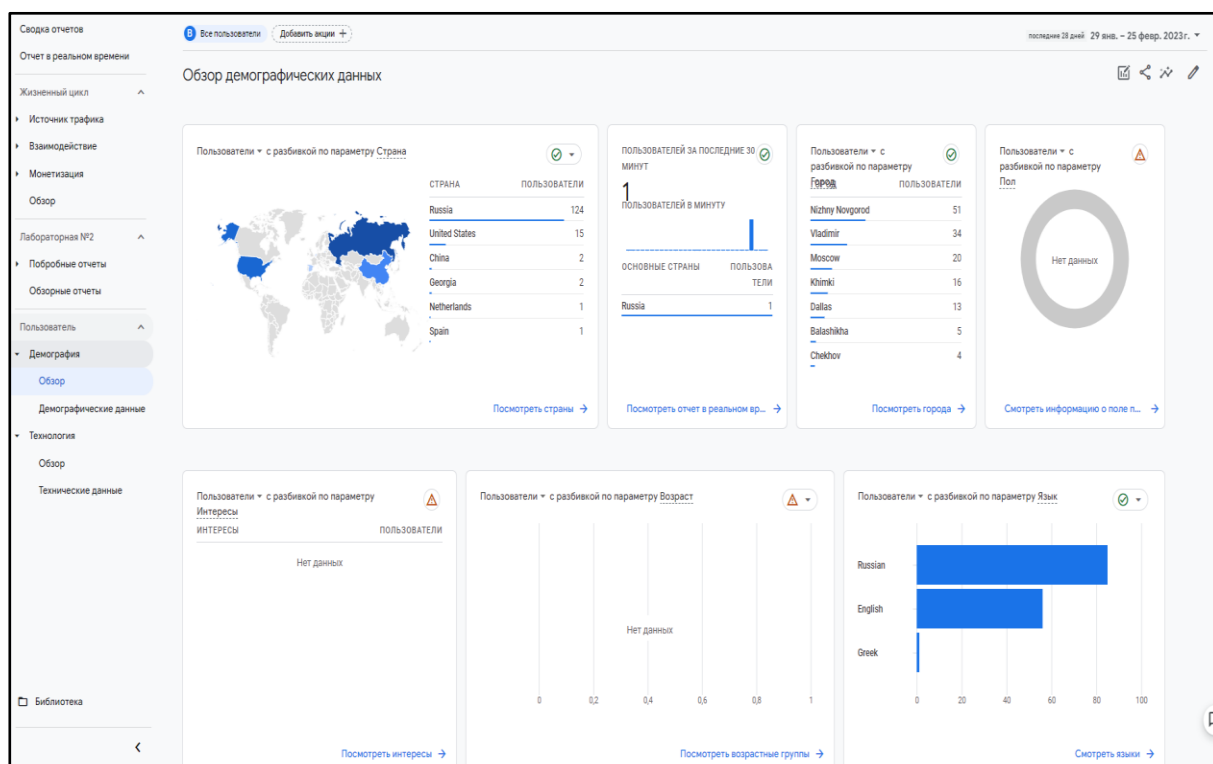 Сводка отчетов
Отчет в реальном времени
Жизненный цикл
Источник трафика
Взаимодействие
Монетизация
Обзор
Лабораторная №2
Побробные отчеты
Обзорные отчеты
Пользователь
Демография
Обзор
Демографические данные
Технология
Обзор
Технические данные
Библиотека
В Все пользователи Добавить акции +
последние 28 дней 29 янв. – 25 февр. 2023 г.
Обзор демографических данных
Пользователи с разбивкой по параметру Страна
СТРАНА ПОЛЬЗОВАТЕЛИ
Russia 124
United States 15
China 2
Georgia 2
Netherlands 1
Spain 1
Посмотреть страны →
ПОЛЬЗОВАТЕЛЕЙ ЗА ПОСЛЕДНИЕ 30
МИНУТ
1
ПОЛЬЗОВАТЕЛЕЙ В МИНУТУ
ОСНОВНЫЕ СТРАНЫ ПОЛЬЗОВА
ТЕЛИ
Russia 1
Посмотреть отчет в реальном вр... →
Пользователи с
разбивкой по параметру
Город
ГОРОД ПОЛЬЗОВАТЕЛИ
Nizhny Novgorod 51
Vladimir 34
Moscow 20
Khimki 16
Dallas 13
Balashikha 5
Chekhov 4
Посмотреть города →
Пользователи с
разбивкой по параметру
Пол
Нет данных
Смотреть информацию о поле п... →
Пользователи с разбивкой по параметру
Интересы
ИНТЕРЕСЫ ПОЛЬЗОВАТЕЛИ
Нет данных
Посмотреть интересы →
Пользователи с разбивкой по параметру Возраст
Нет данных
0 0,2 0,4 0,6 0,8 1
Посмотреть возрастные группы →
Пользователи с разбивкой по параметру Язык
Russian
English
Greek
0 20 40 60 80 100
Смотреть языки →